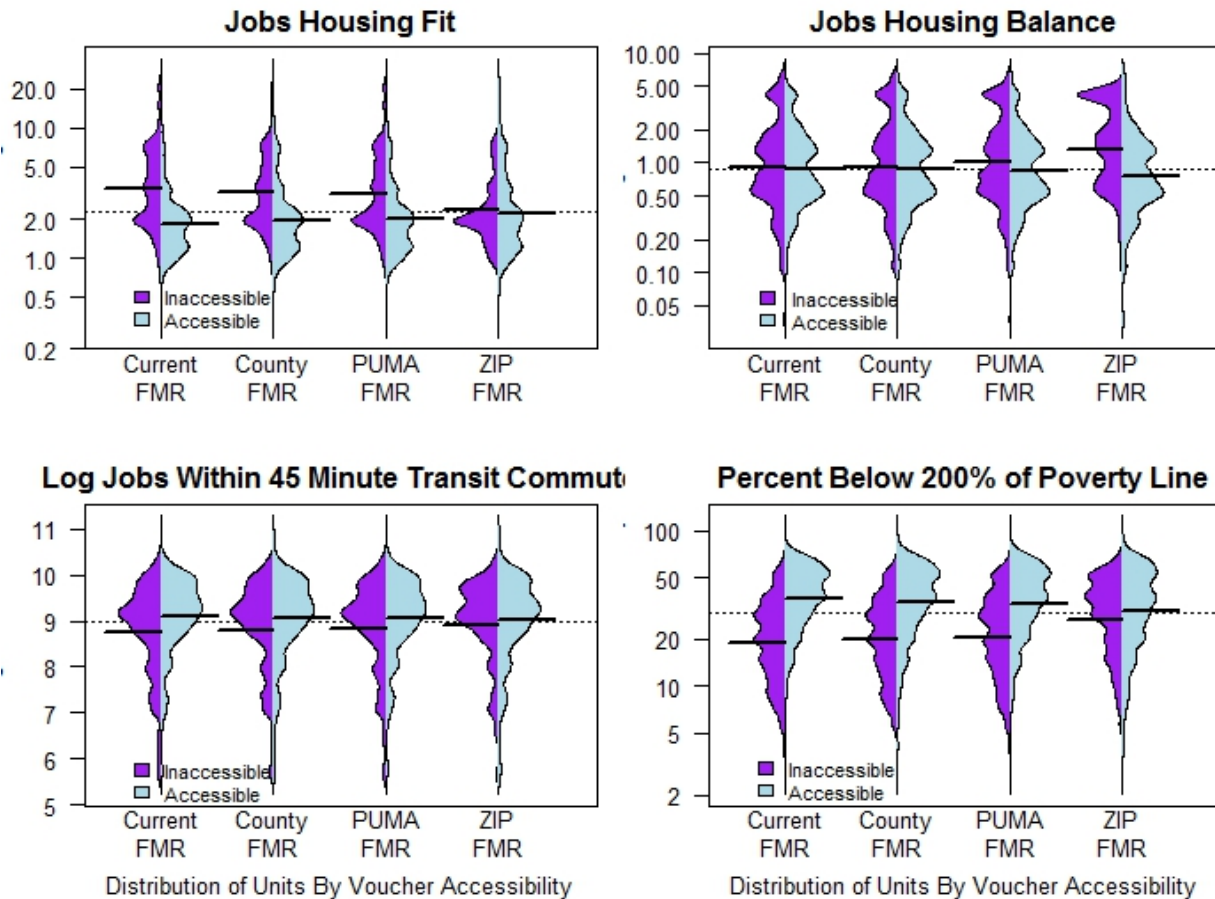 Jobs Housing Fit
20.0
10.0
5.0
2.0
1.0
0.5
0.2
Inaccessible
Accessible
Current FMR
County FMR
PUMA FMR
ZIP FMR
Jobs Housing Balance
10.00
5.00
2.00
1.00
0.50
0.20
0.10
0.05
Inaccessible
Accessible
Current FMR
County FMR
PUMA FMR
ZIP FMR
Log Jobs Within 45 Minute Transit Commute
11
10
9
8
7
6
5
Inaccessible
Accessible
Current FMR
County FMR
PUMA FMR
ZIP FMR
Distribution of Units By Voucher Accessibility
Percent Below 200% of Poverty Line
100
50
20
10
5
2
Inaccessible
Accessible
Current FMR
County FMR
PUMA FMR
ZIP FMR
Distribution of Units By Voucher Accessibility